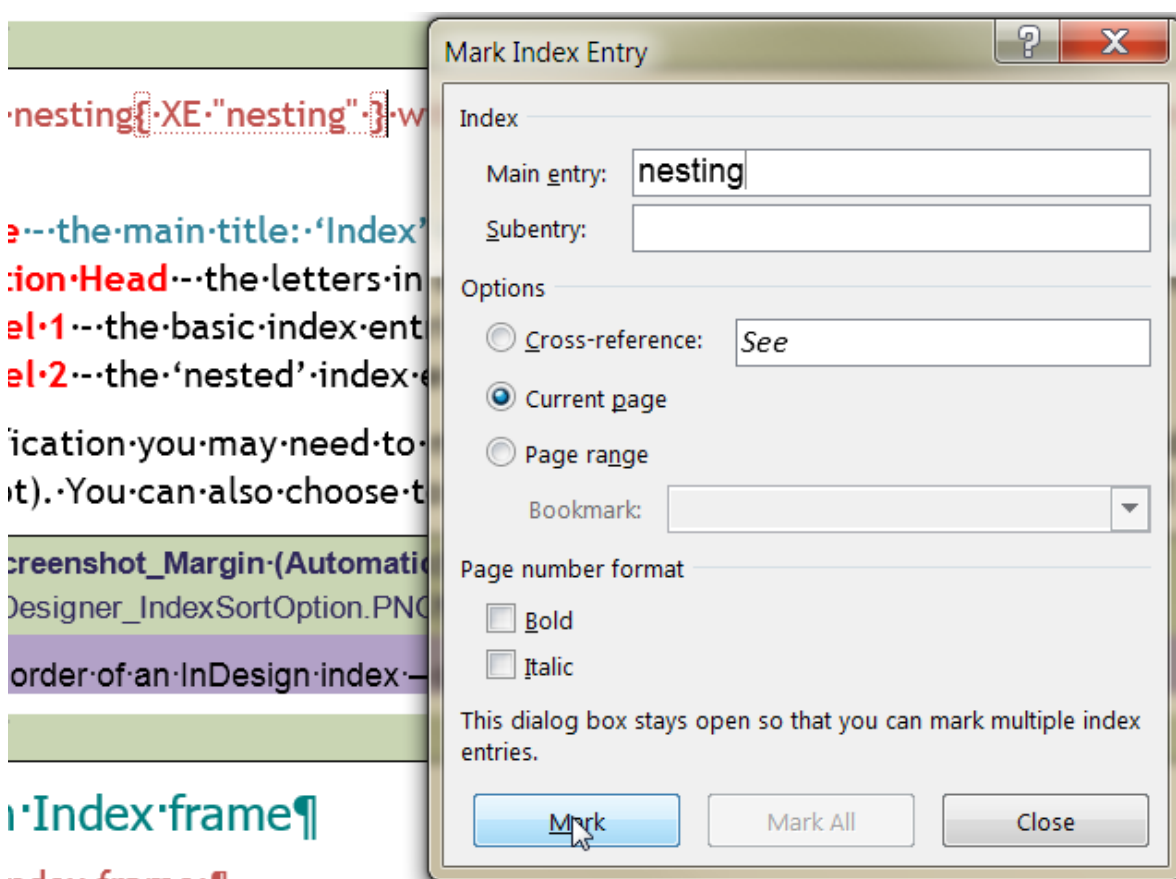 nesting{·XE·"nesting"·}·w
e·-·the·main·title:·‘Index’
tion·Head·-·the·letters·in
el·1·-·the·basic·index·ent
el·2·-·the·‘nested’·index·e
ication·you·may·need·to·
t).·You·can·also·choose·t
creenshot_Margin·(Automatic
Designer_IndexSortOption.PNG
order·of·an·InDesign·index·—
Index·frame¶
Mark Index Entry
? X
Index
Main entry: nesting
Subentry:
Options
Cross-reference: See
Current page
Page range
Bookmark:
Page number format
Bold
Italic
This dialog box stays open so that you can mark multiple index
entries.
Mark Mark All Close